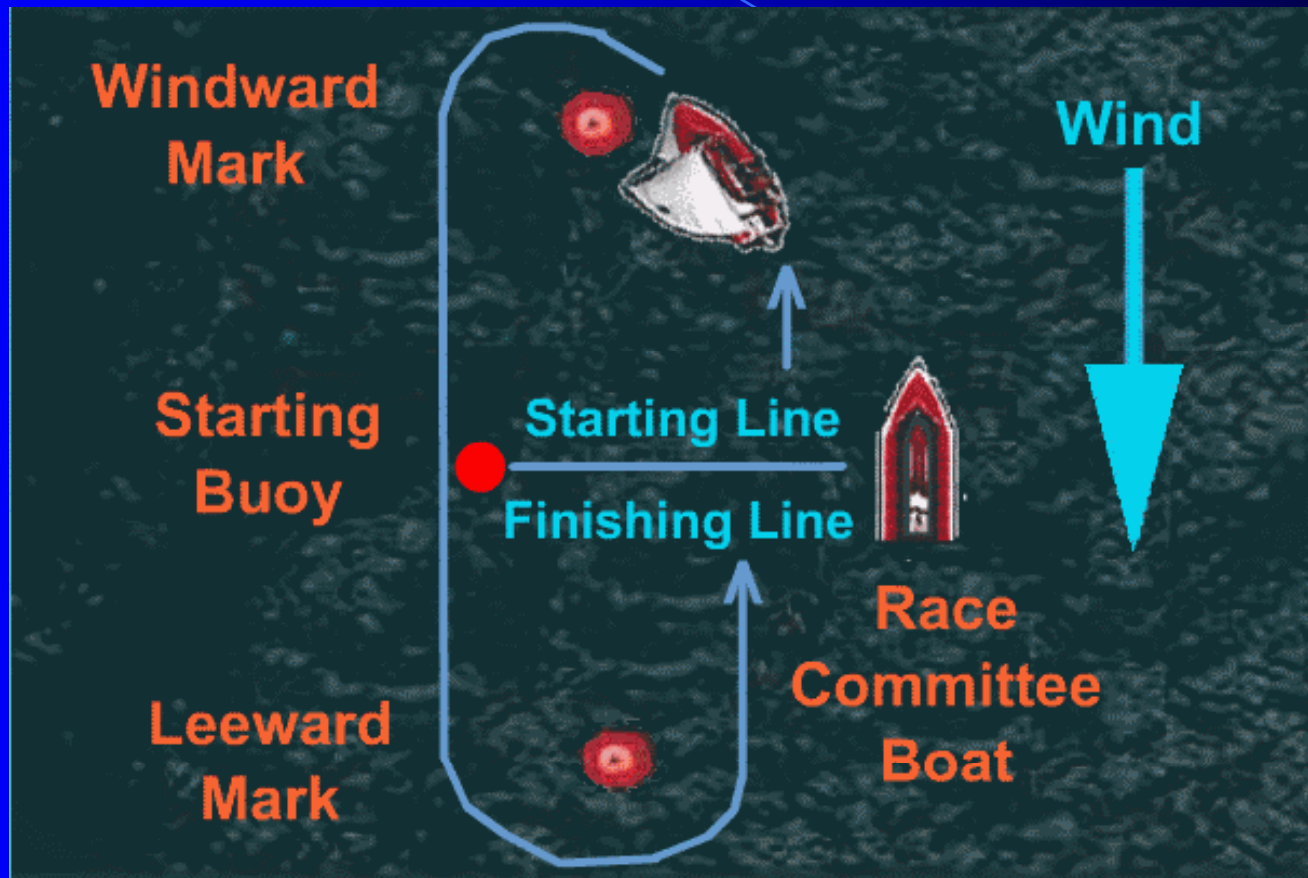 Windward
Mark
Wind
Starting
Buoy
Starting Line
Finishing Line
Race
Committee
Boat
Leeward
Mark